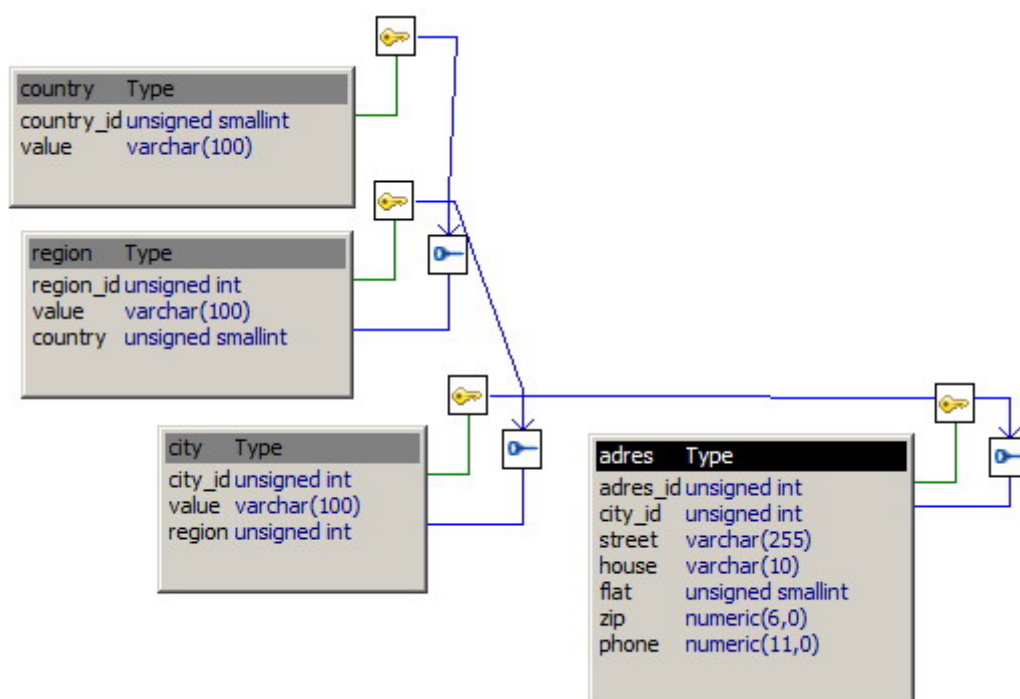 country Type
country_id unsigned smallint
value varchar(100)
region Type
region_id unsigned int
value varchar(100)
country unsigned smallint
city Type
city_id unsigned int
value varchar(100)
region unsigned int
adres Type
adres_id unsigned int
city_id unsigned int
street varchar(255)
house varchar(10)
flat unsigned smallint
zip numeric(6,0)
phone numeric(11,0)